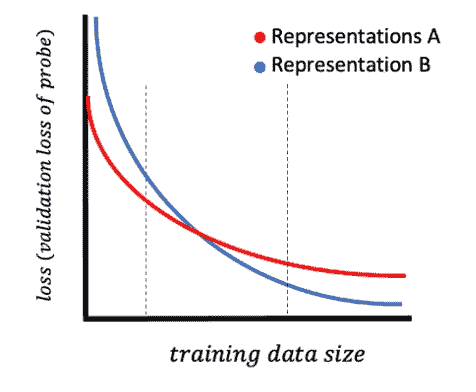 Representations A
Representation B
loss (validation loss of probe)
training data size